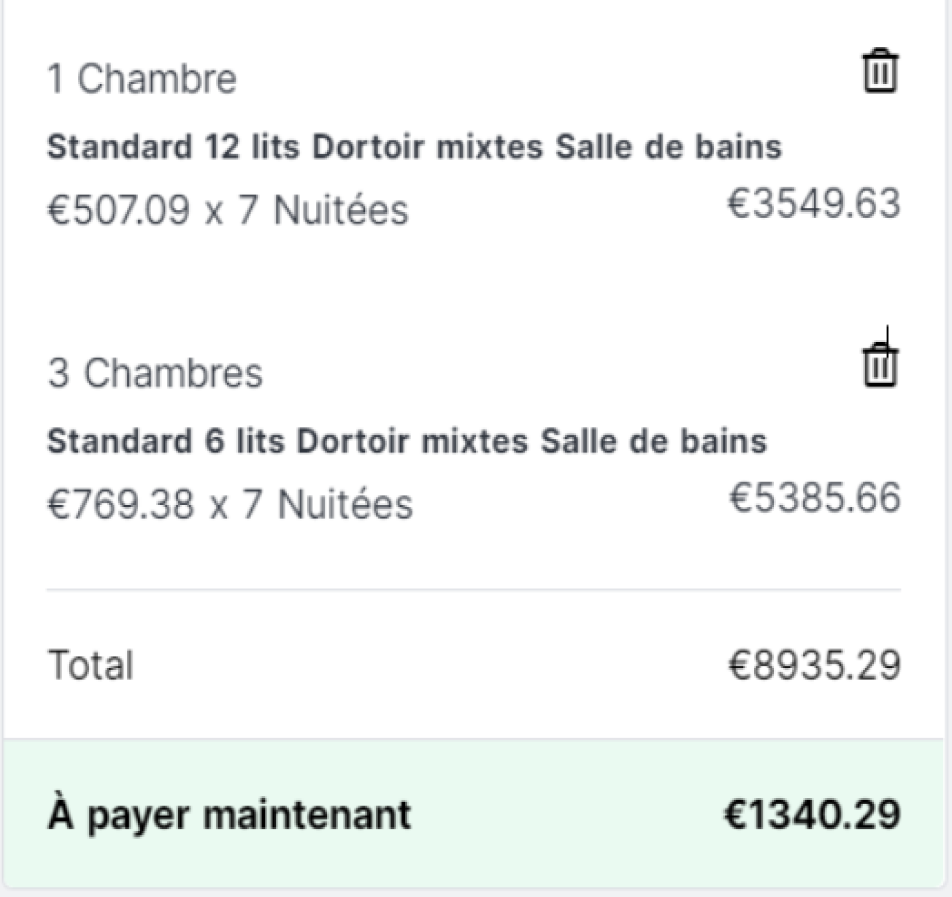 1 Chambre
Standard 12 lits Dortoir mixtes Salle de bains
€507.09 x 7 Nuitées €3549.63
3 Chambres
Standard 6 lits Dortoir mixtes Salle de bains
€769.38 x 7 Nuitées €5385.66
Total €8935.29
À payer maintenant €1340.29